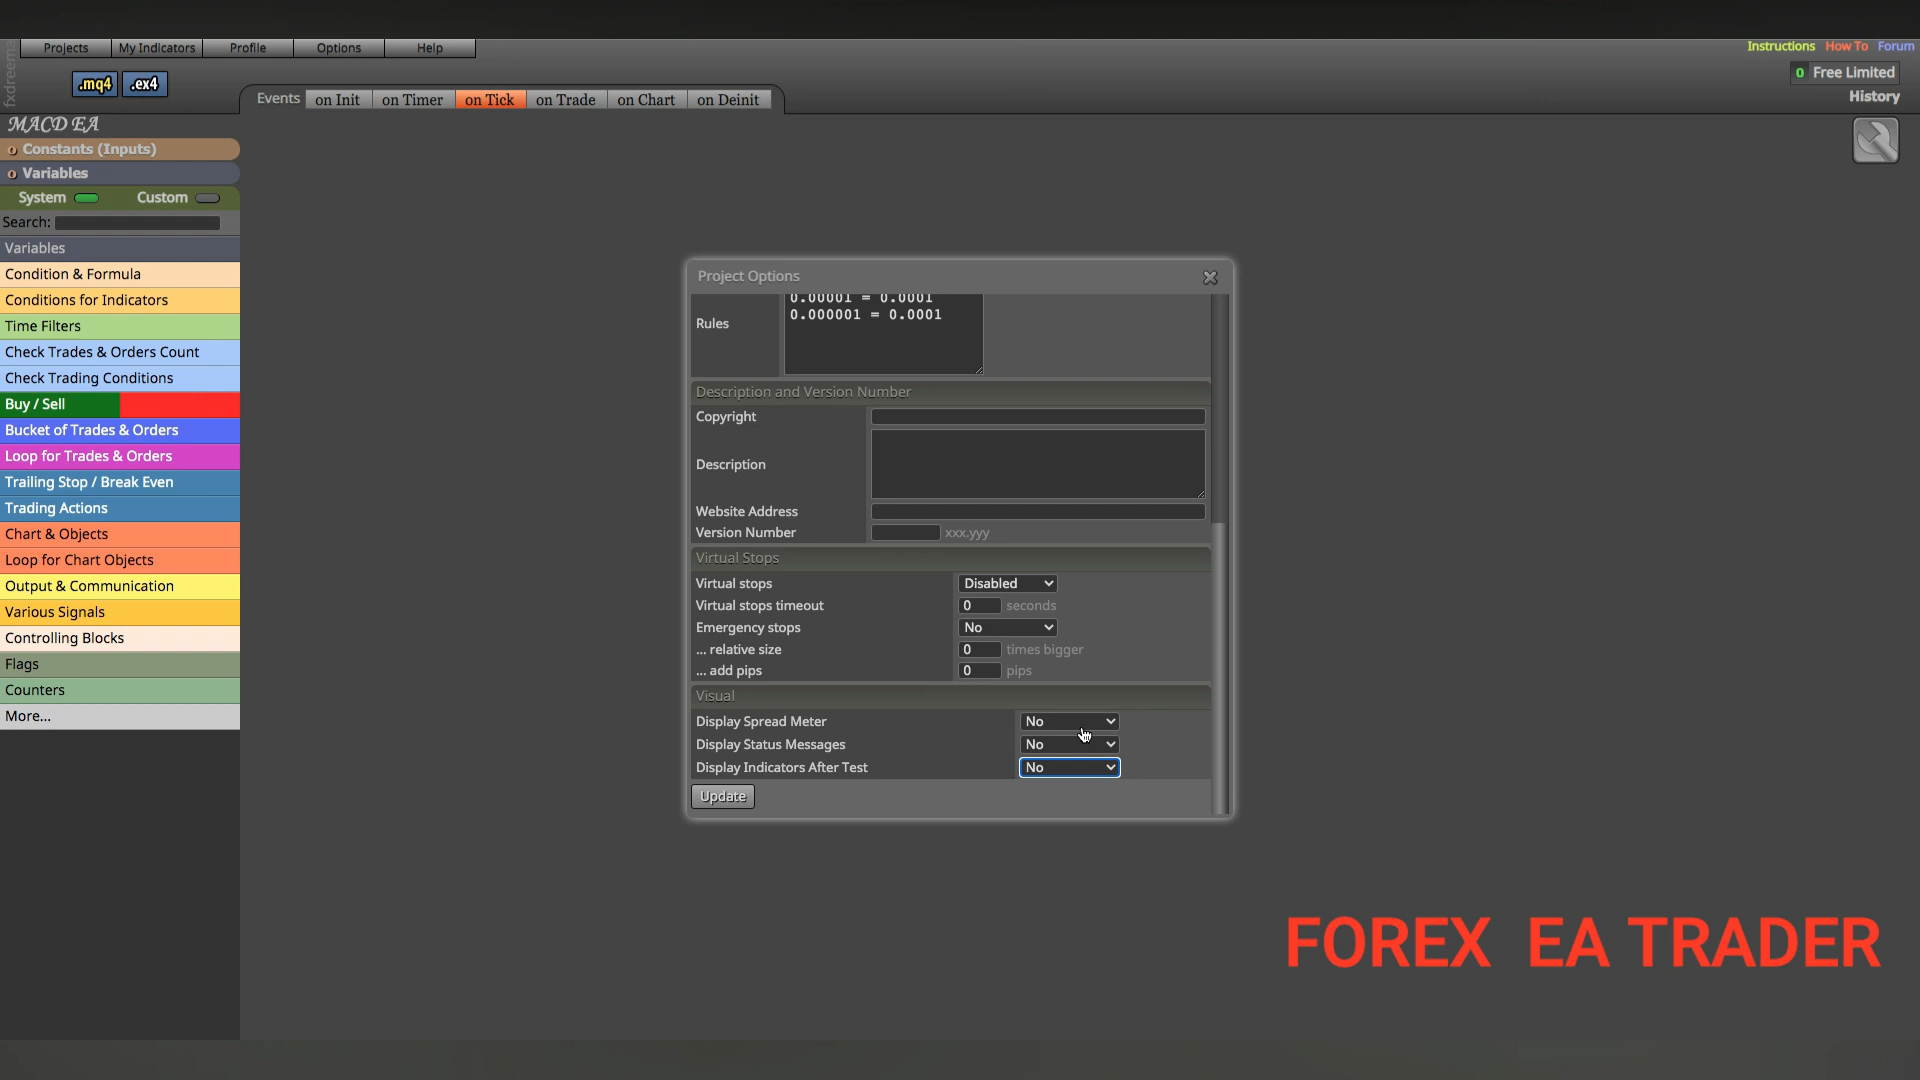 Projects
My Indicators
Profile
Options
Help
Instructions How To Forum
fxdreema
.mq4 .ex4
0 Free Limited
Events on Init on Timer on Tick on Trade on Chart on Deinit
History
MACD EA
Constants (Inputs)
Variables
System Custom
Search:
Variables
Condition & Formula
Conditions for Indicators
Time Filters
Check Trades & Orders Count
Check Trading Conditions
Buy / Sell
Bucket of Trades & Orders
Loop for Trades & Orders
Trailing Stop / Break Even
Trading Actions
Chart & Objects
Loop for Chart Objects
Output & Communication
Various Signals
Controlling Blocks
Flags
Counters
More...
Project Options
0.00001 = 0.0001
0.000001 = 0.0001
Rules
Description and Version Number
Copyright
Description
Website Address
Version Number xxx.yyy
Virtual Stops
Virtual stops Disabled
Virtual stops timeout 0 seconds
Emergency stops No
... relative size 0 times bigger
... add pips 0 pips
Visual
Display Spread Meter No
Display Status Messages No
Display Indicators After Test No
Update
FOREX EA TRADER